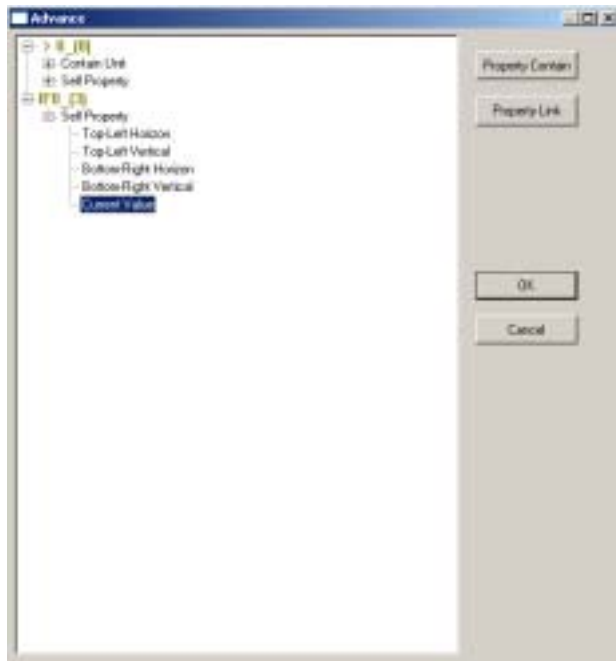 Advance
Contain Unit
Self Property
Self Property
Top-Left Horizon
Top-Left Vertical
Bottom-Right Horizon
Bottom-Right Vertical
Current Value
Property Contain
Property Link
OK
Cancel